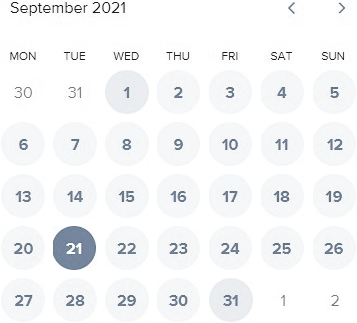 September 2021
MON TUE WED THU FRI SAT SUN
30 31 1 2 3 4 5
6 7 8 9 10 11 12
13 14 15 16 17 18 19
20 21 22 23 24 25 26
27 28 29 30 31 1 2